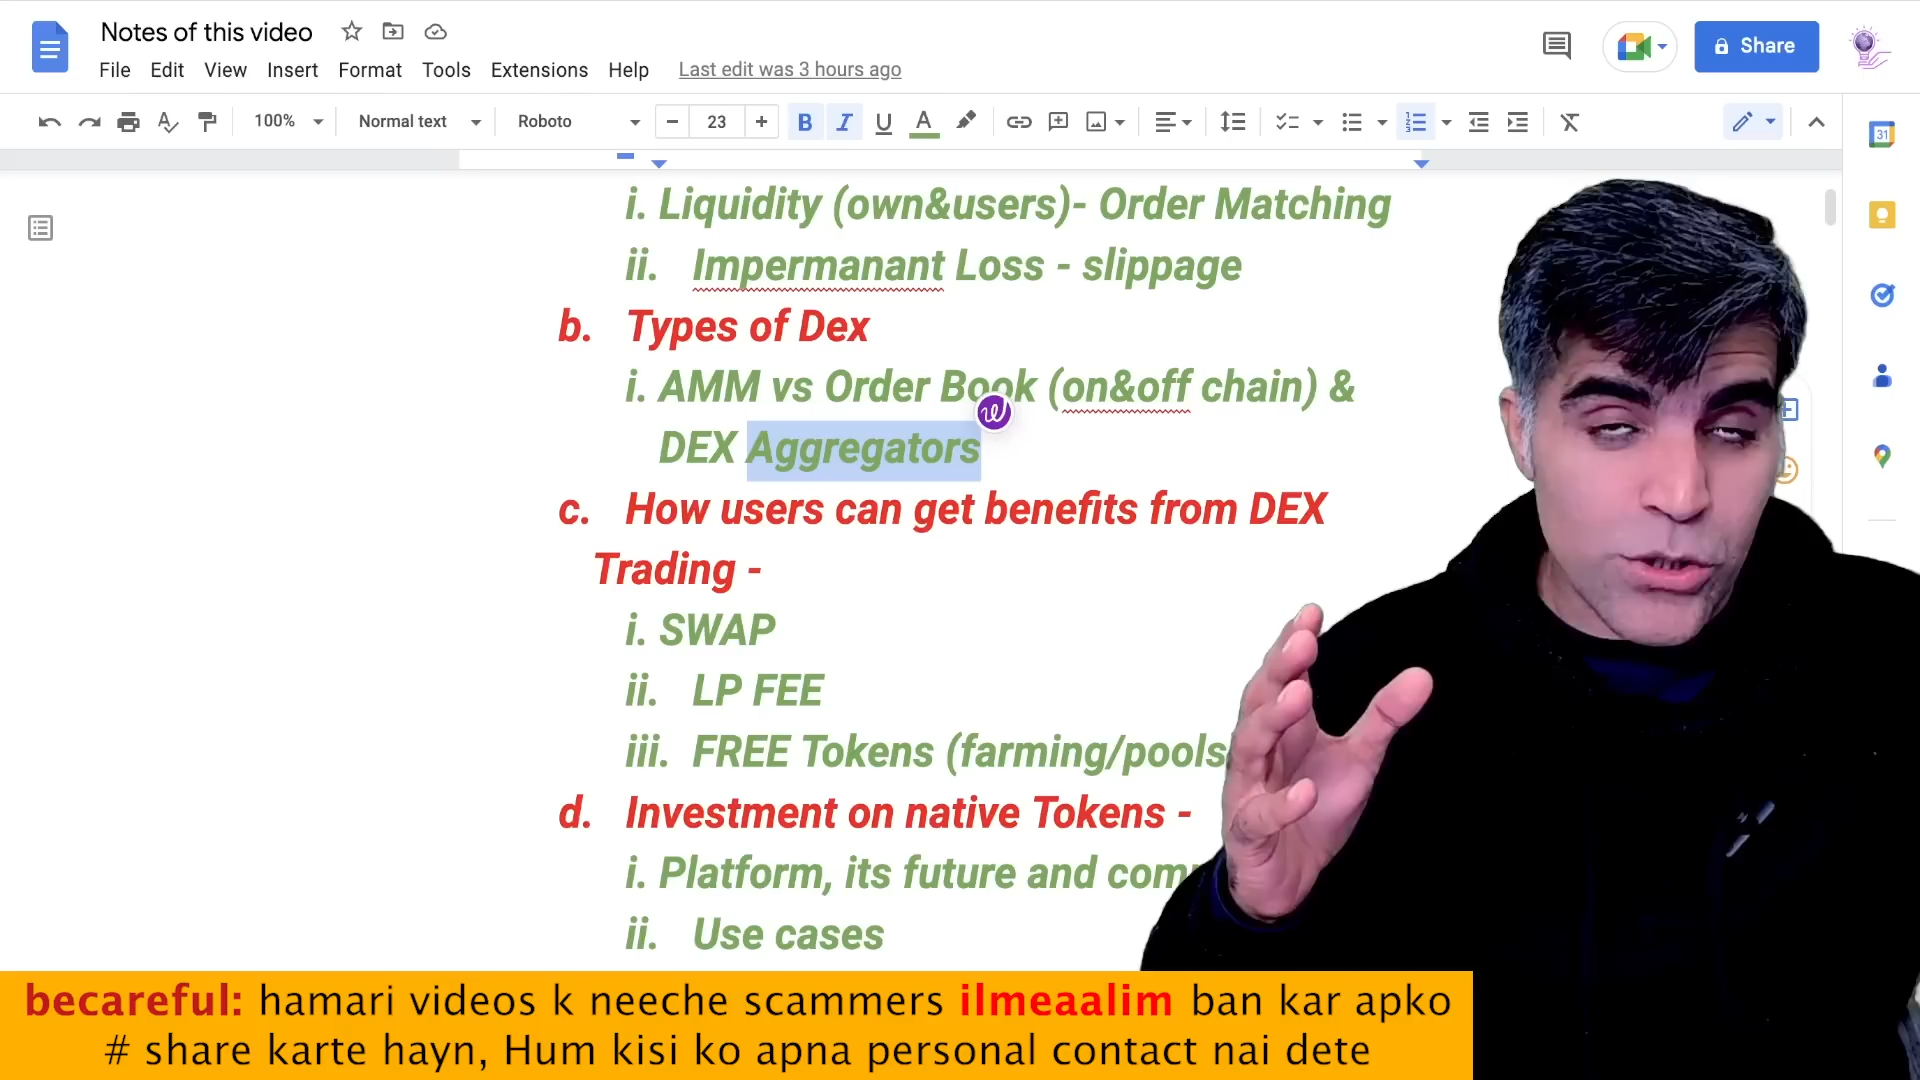 Notes of this video
File Edit View Insert Format Tools Extensions Help Last edit was 3 hours ago
Share
100% Normal text Roboto 23
31
i. Liquidity (own&users)- Order Matching
ii. Impermanant Loss - slippage
b. Types of Dex
i. AMM vs Order Book (on&off chain) &
DEX Aggregators
c. How users can get benefits from DEX
Trading -
i. SWAP
ii. LP FEE
iii. FREE Tokens (farming/pools
d. Investment on native Tokens -
i. Platform, its future and
ii. Use cases
becareful: hamari videos k neeche scammers ilmeaalim ban kar apko
# share karte hayn, Hum kisi ko apna personal contact nai dete